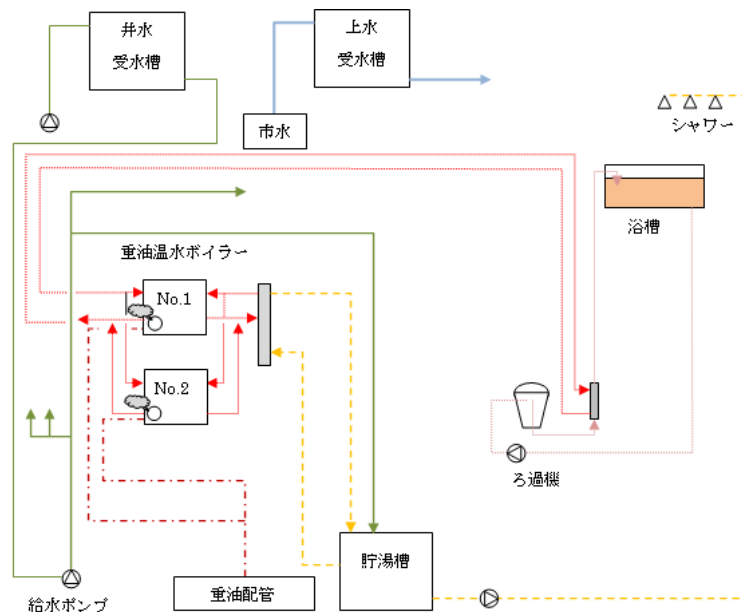 井水
受水槽
上水
受水槽
市水
シャワー
浴槽
重油温水ボイラー
No.1
No.2
ろ過機
貯湯槽
重油配管
給水ポンプ